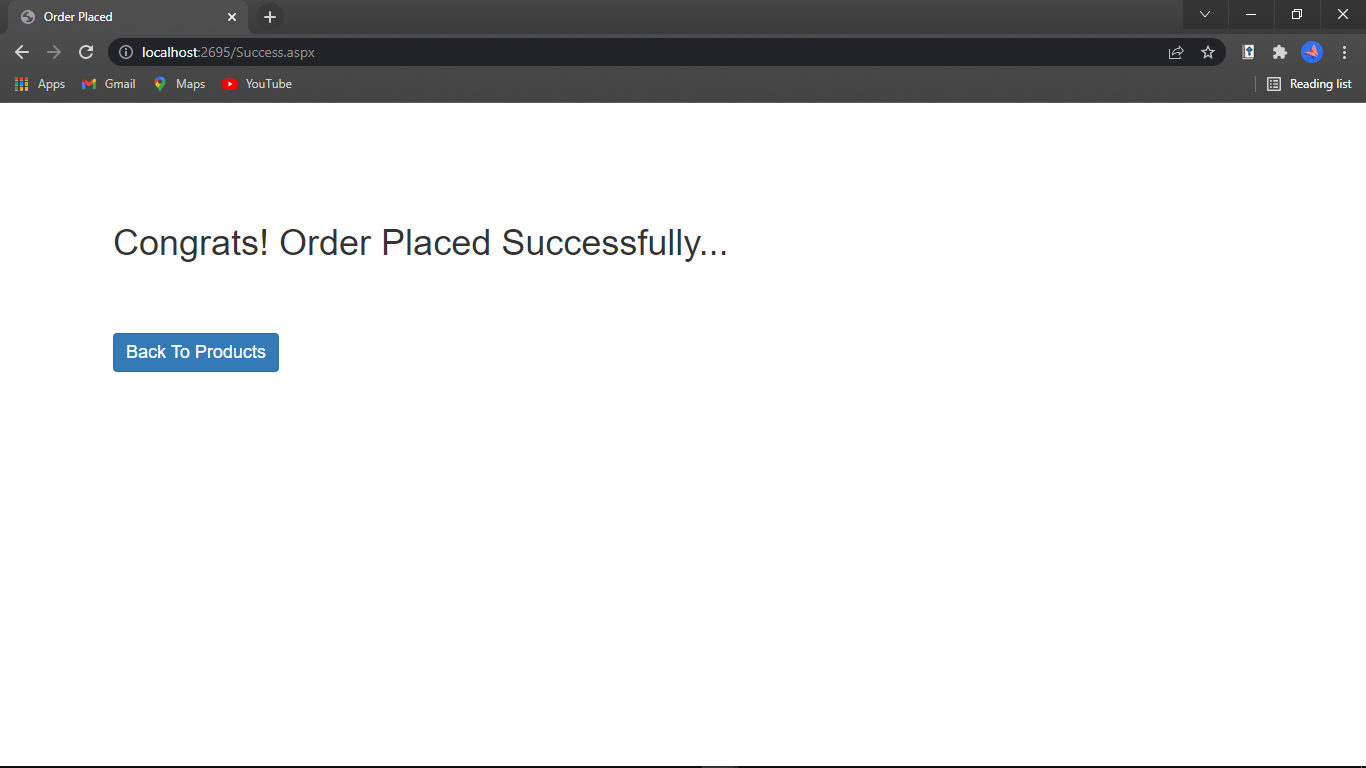 Order Placed
localhost:2695/Success.aspx
Apps Gmail Maps YouTube Reading list
Congrats! Order Placed Successfully...
Back To Products